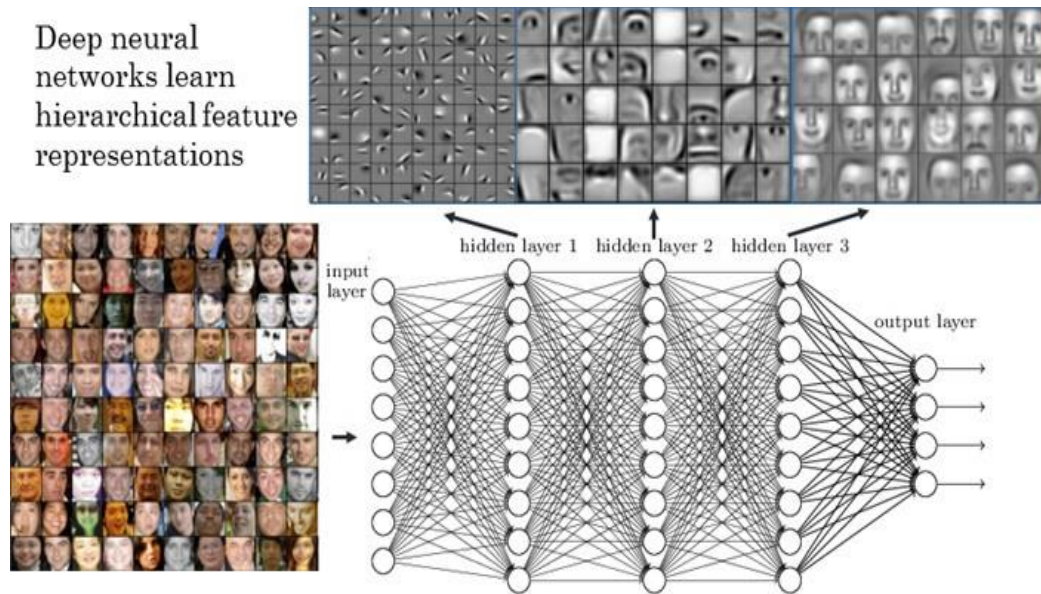 Deep neural
networks learn
hierarchical feature
representations
hidden layer 1
hidden layer 2
hidden layer 3
input
layer
output layer